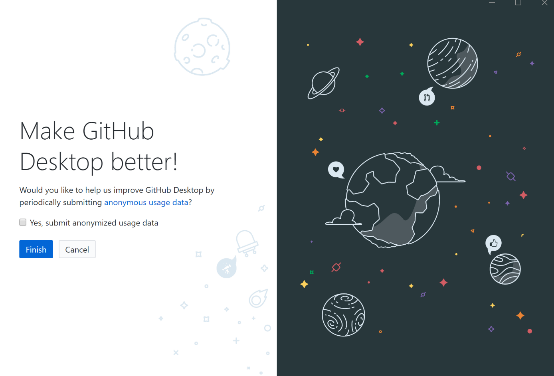 Make GitHub
Desktop better!
Would you like to help us improve GitHub Desktop by
periodically submitting anonymous usage data?
Yes, submit anonymized usage data
Finish
Cancel